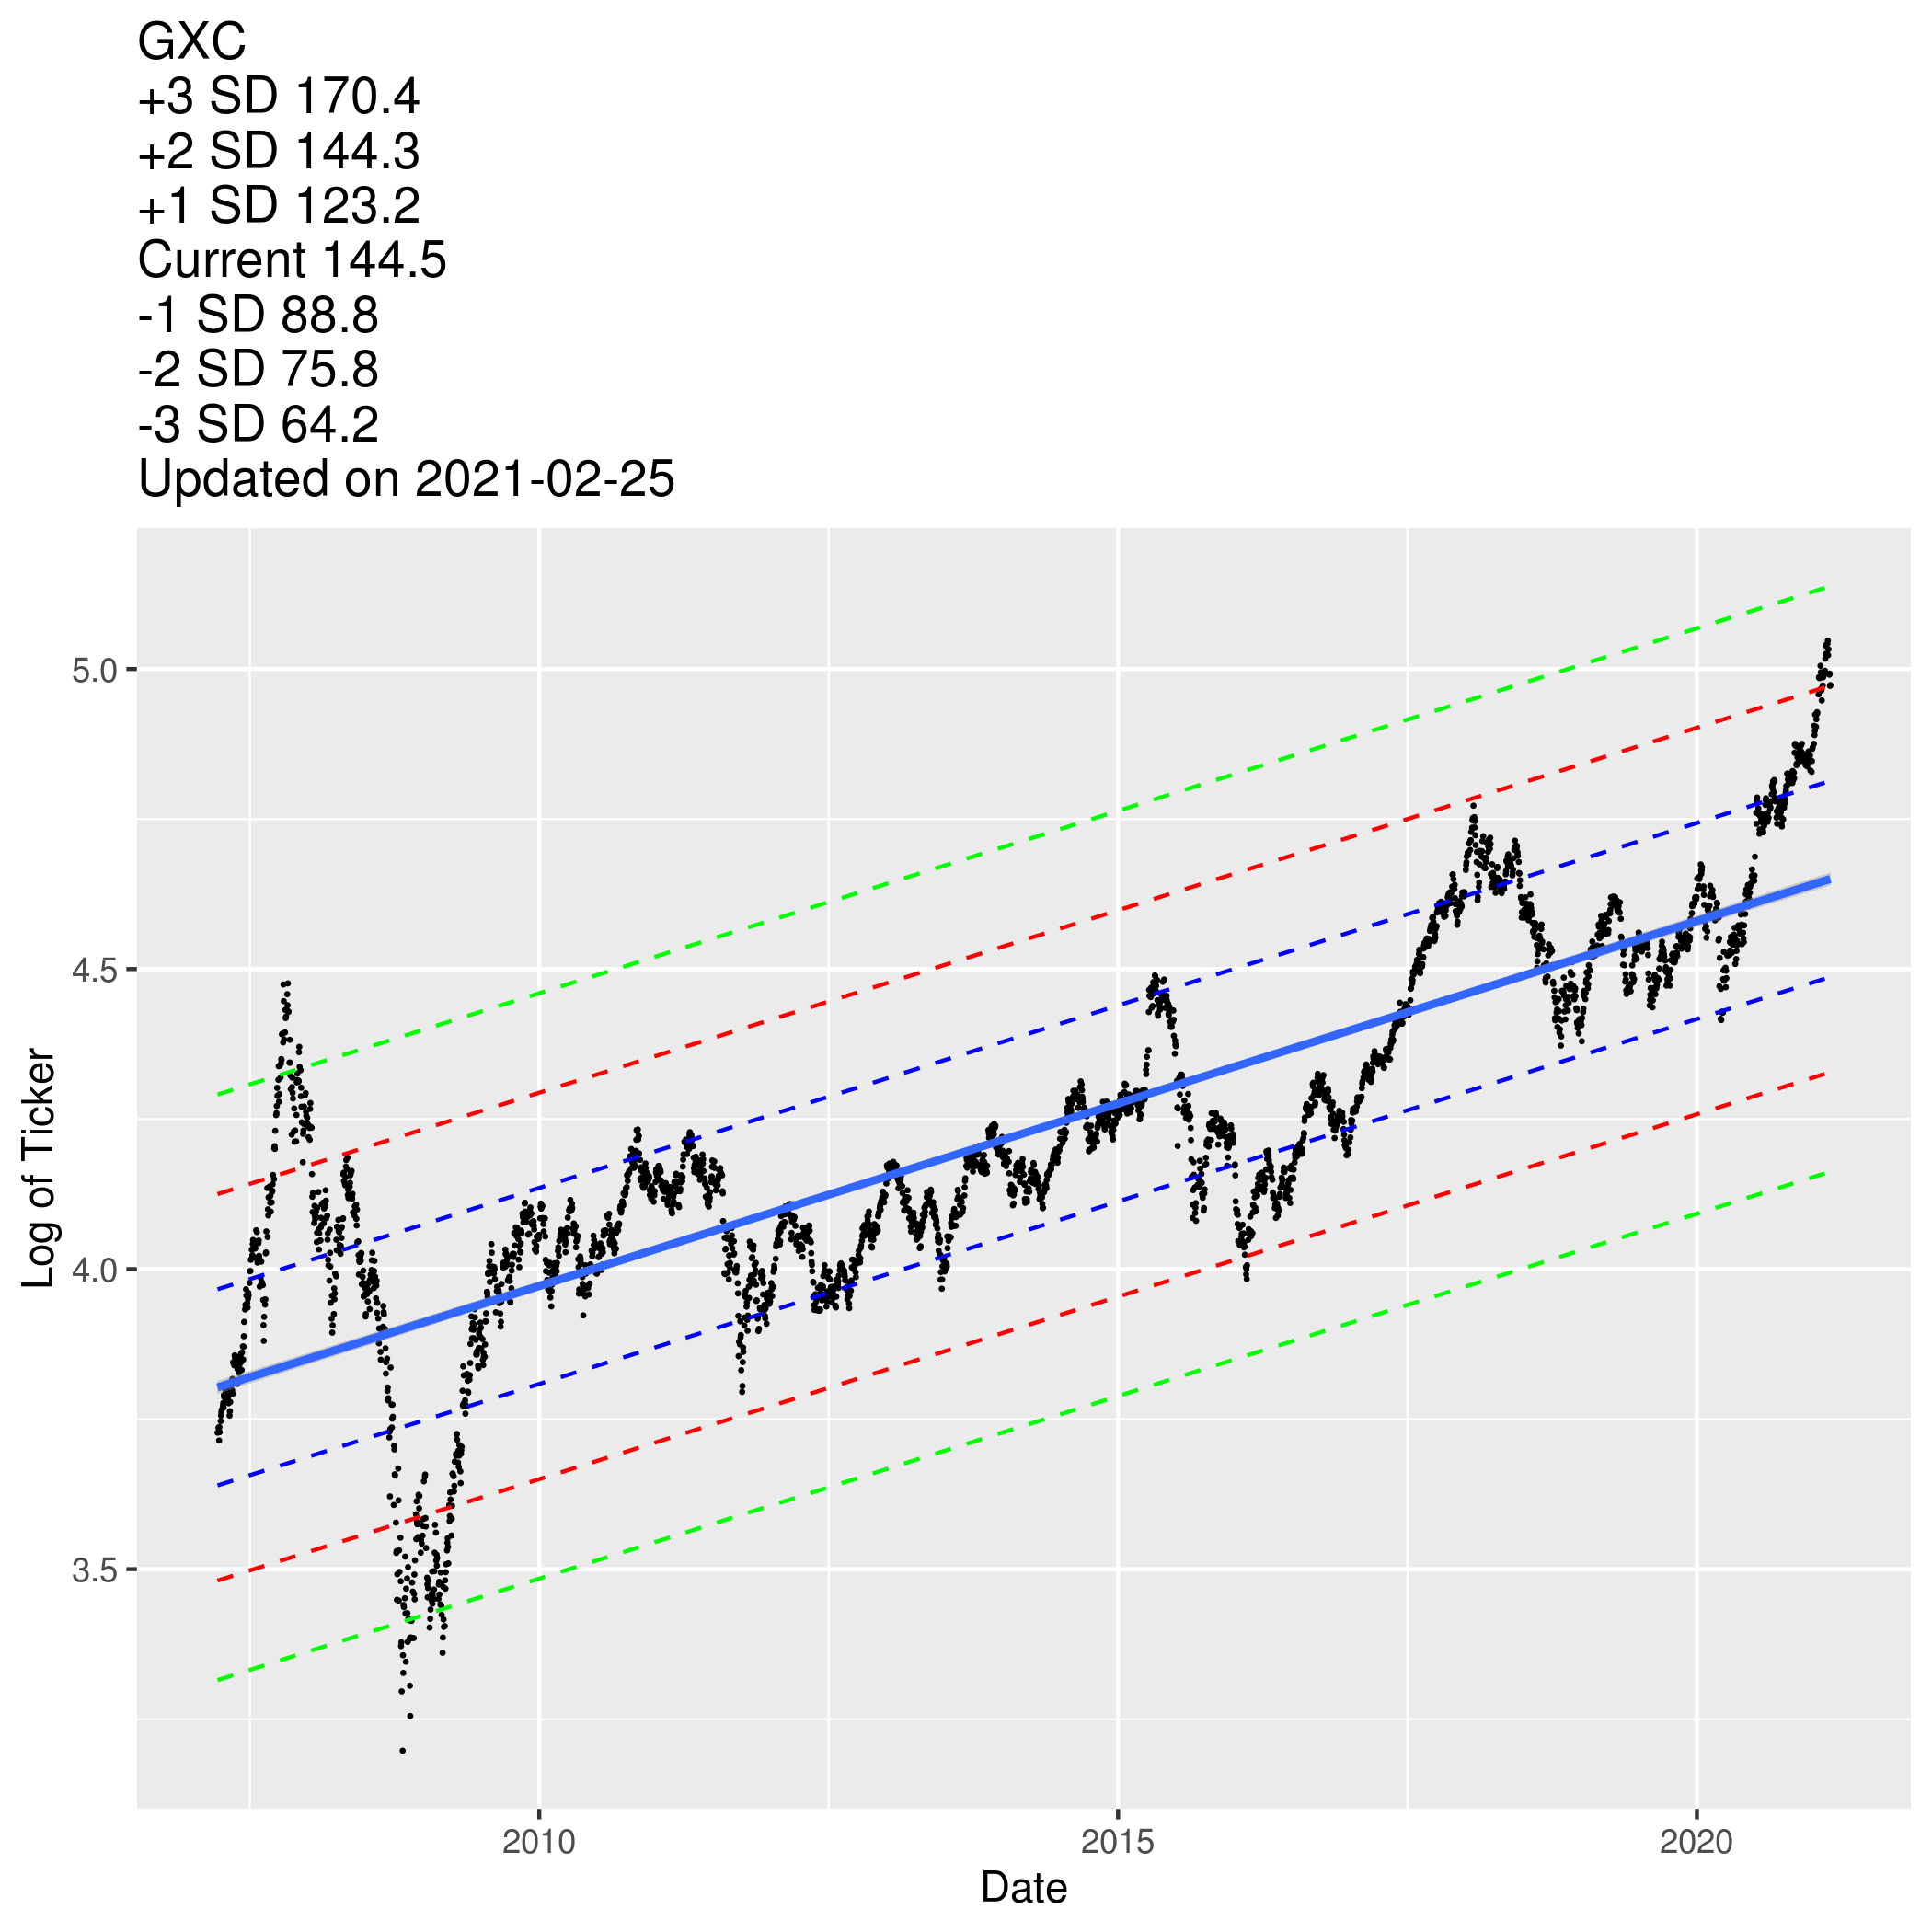 GXC
+3 SD 170.4
+2 SD 144.3
+1 SD 123.2
Current 144.5
-1 SD 88.8
-2 SD 75.8
-3 SD 64.2
Updated on 2021-02-25
5.0
4.5
4.0
3.5
Log of Ticker
2010 2015 2020
Date